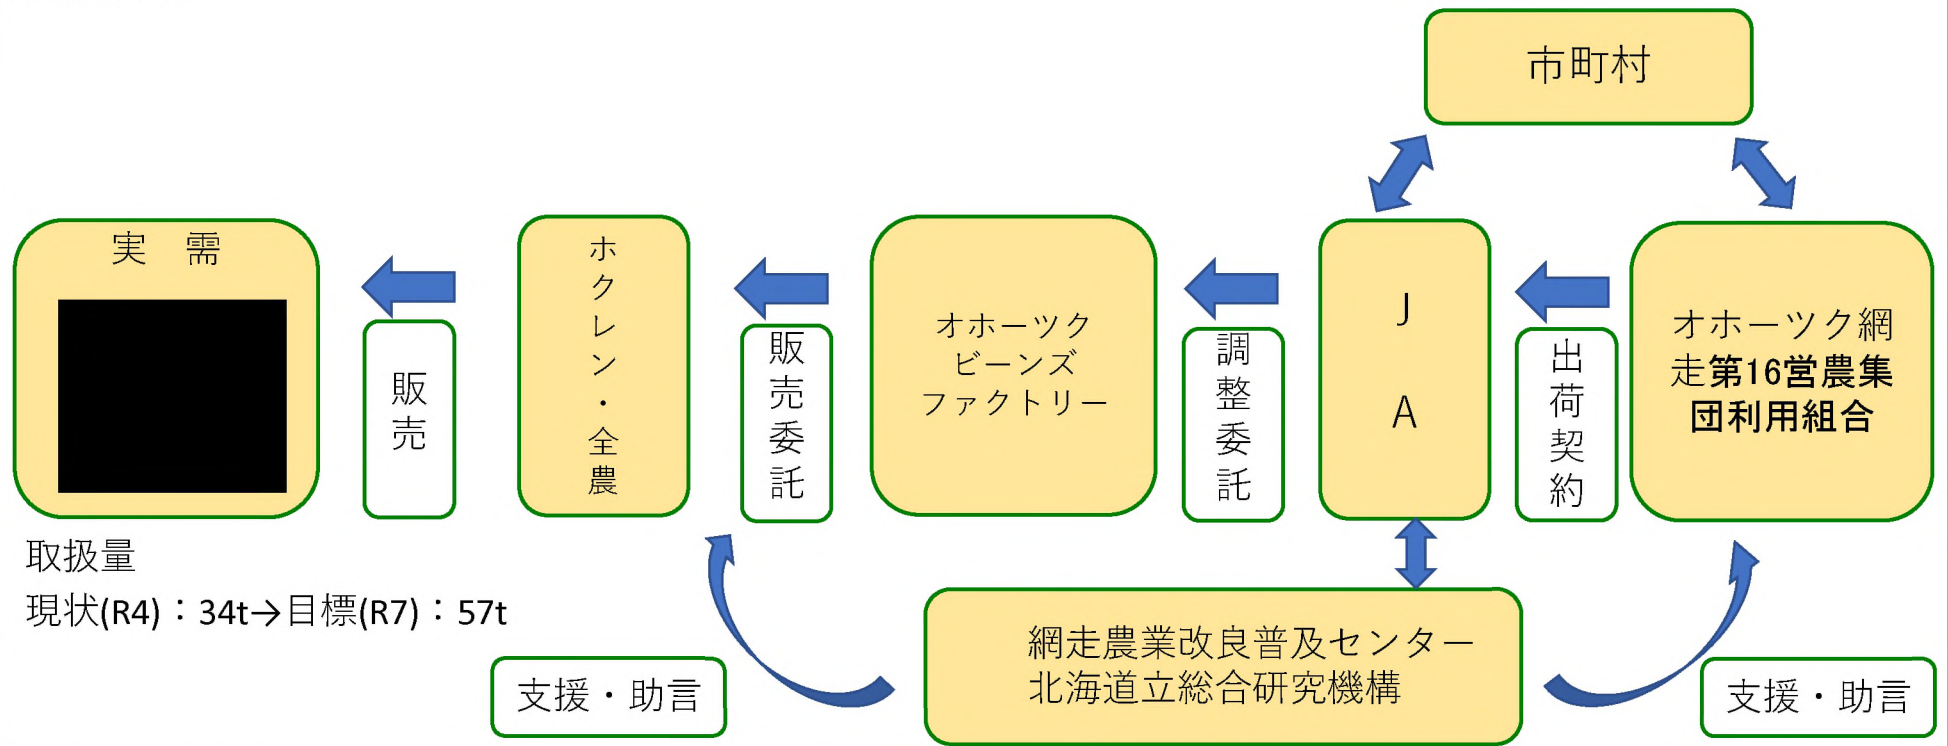 市町村
実　需
販売
ホクレン・全農
販売委託
オホーツク
ビーンズ
ファクトリー
調整委託
J
A
出荷契約
オホーツク網
走第16営農集
団利用組合
取扱量
現状(R4)：34t→目標(R7)：57t
支援・助言
網走農業改良普及センター
北海道立総合研究機構
支援・助言